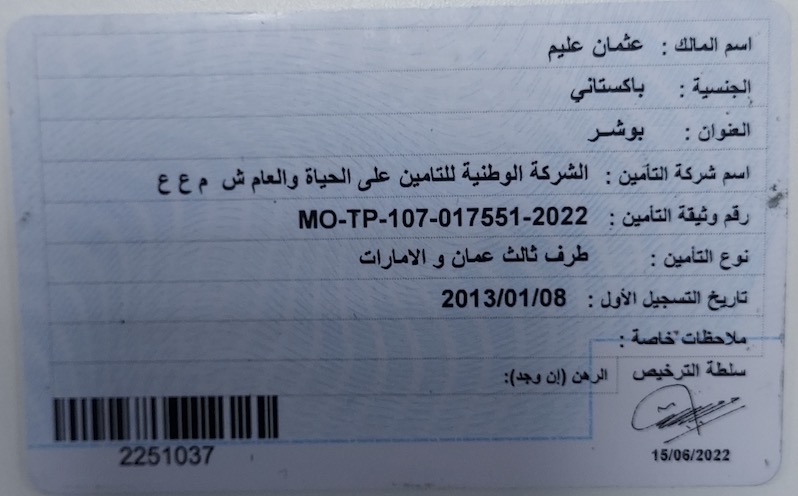 اسم المالك : عثمان عليم
الجنسية : باكستاني
العنوان : بوشر
اسم شركة التأمين : الشركة الوطنية للتامين على الحياة والعام ش م ع ع
رقم وثيقة التأمين : MO-TP-107-017551-2022
نوع التأمين : طرف ثالث عمان و الامارات
تاريخ التسجيل الأول : 2013/01/08
ملاحظات خاصة :
سلطة الترخيص الرهن (إن وجد):
2251037
15/06/2022